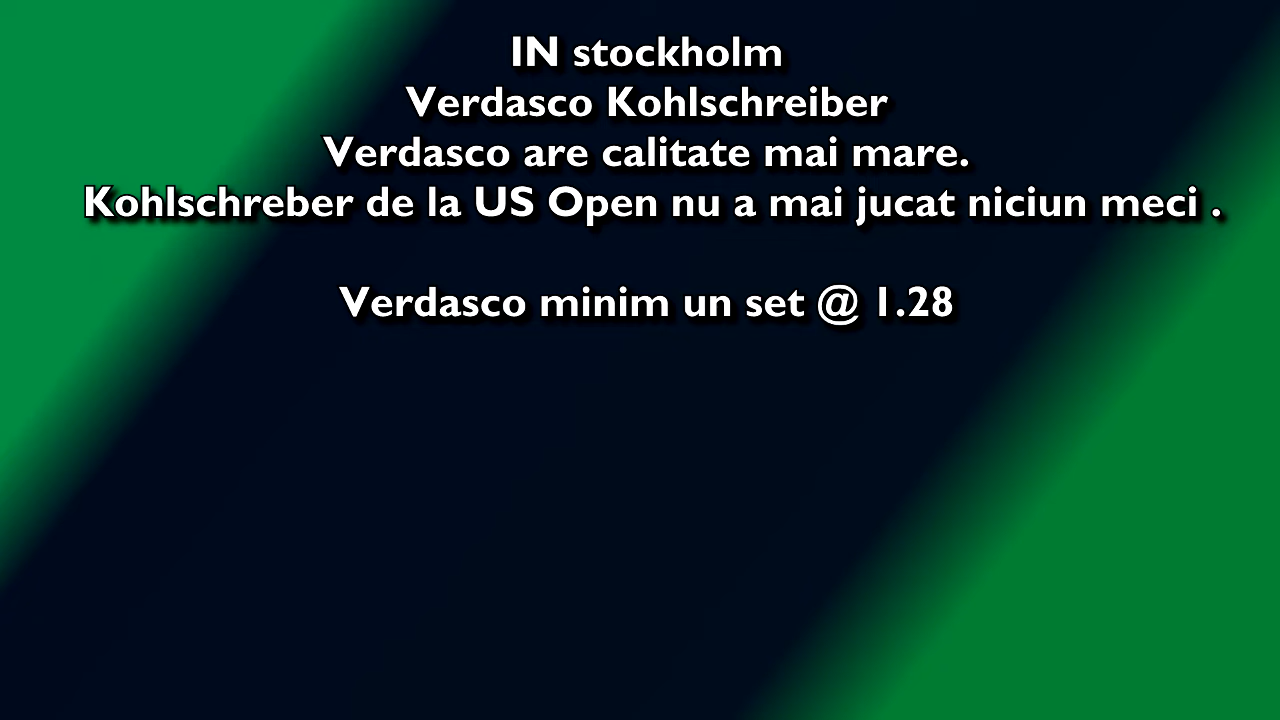 IN stockholm
Verdasco Kohlschreiber
Verdasco are calitate mai mare.
Kohlschreber de la US Open nu a mai jucat niciun meci .
Verdasco minim un set @ 1.28